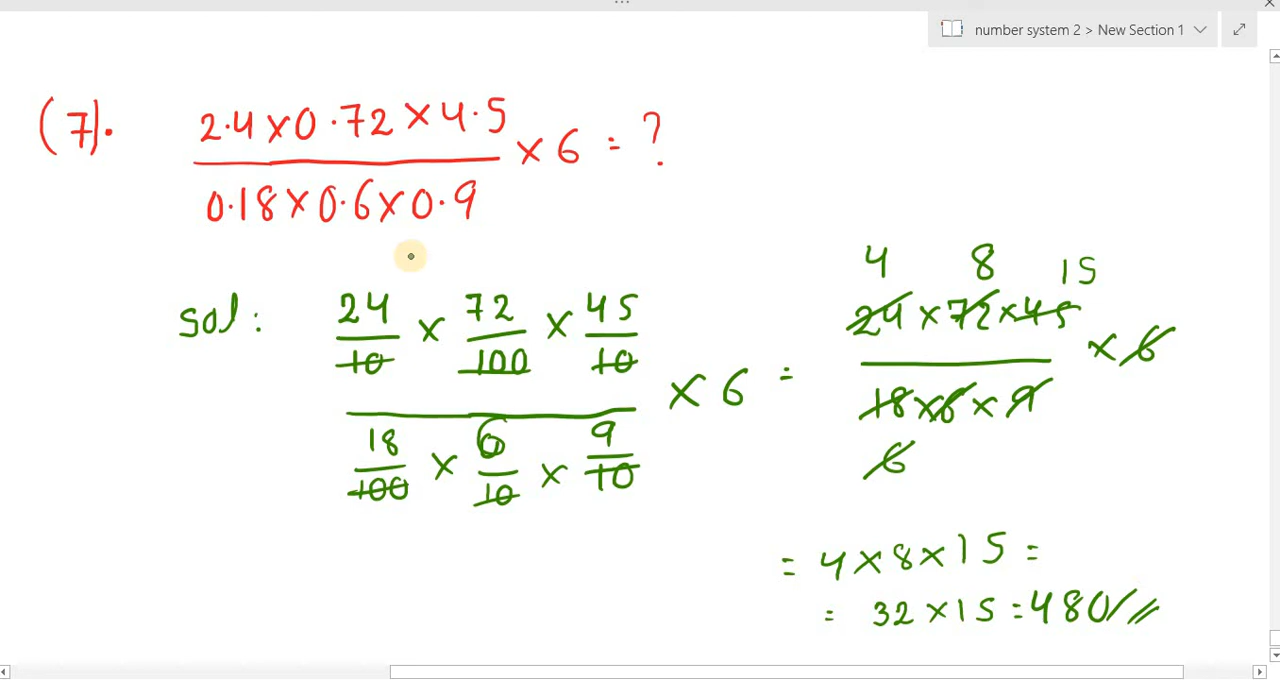 number system 2 > New Section 1
(7). 2.4 × 0.72 × 4.5
× 6 = ?
0.18 × 0.6 × 0.9
4 8 15
sol: 24/10 × 72/100 × 45/10
24 × 72 × 45
× 6 = × 6
18/100 × 6/10 × 9/10
18 × 6 × 9
6
= 4 × 8 × 15 =
= 32 × 15 = 480 //